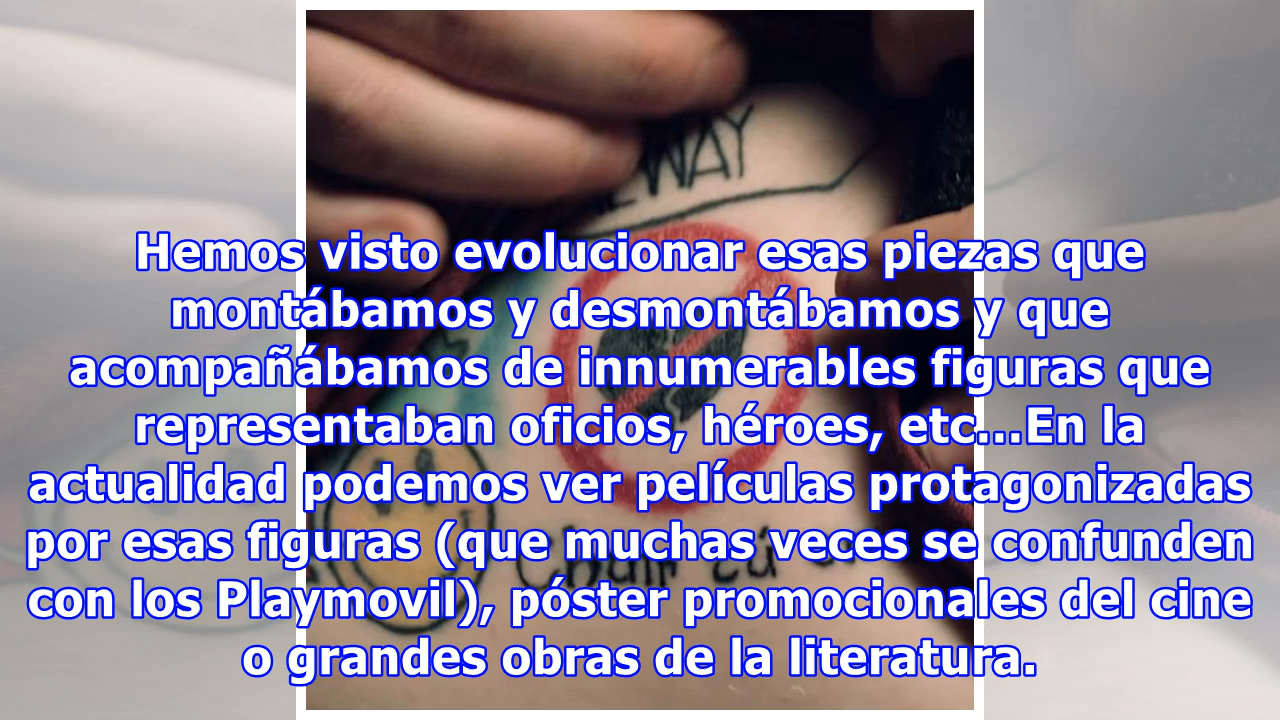 WAY
Hemos visto evolucionar esas piezas que
montábamos y desmontábamos y que
acompañábamos de innumerables figuras que
representaban oficios, héroes, etc...En la
actualidad podemos ver películas protagonizadas
por esas figuras (que muchas veces se confunden
con los Playmovil), póster promocionales del cine
o grandes obras de la literatura.